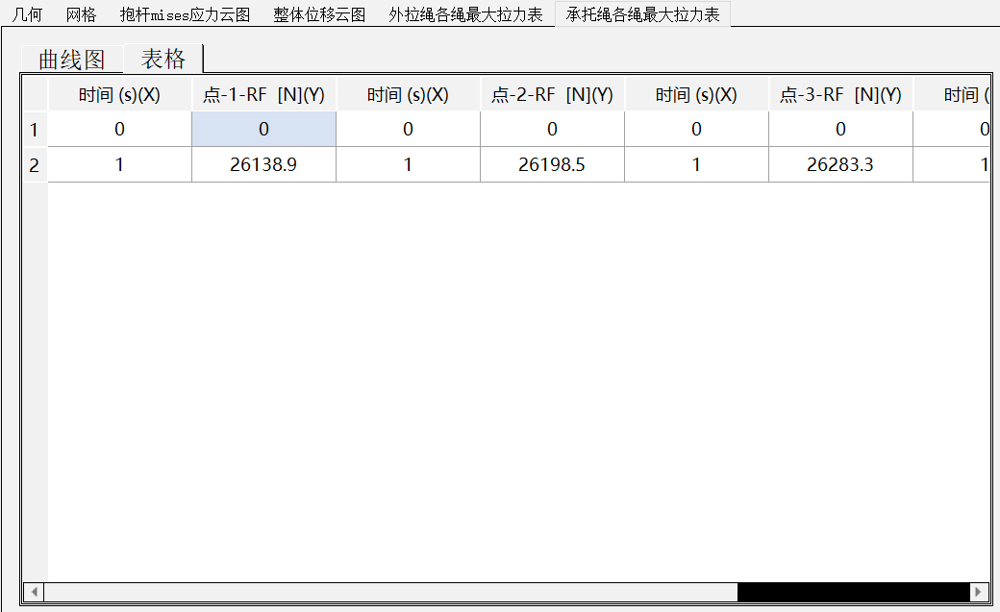 几何 网格 抱杆mises应力云图 整体位移云图 外拉绳各绳最大拉力表 承托绳各绳最大拉力表
曲线图 表格
时间 (s)(X) 点-1-RF [N](Y) 时间 (s)(X) 点-2-RF [N](Y) 时间 (s)(X) 点-3-RF [N](Y) 时间 (
1 0 0 0 0 0 0 0
2 1 26138.9 1 26198.5 1 26283.3 1